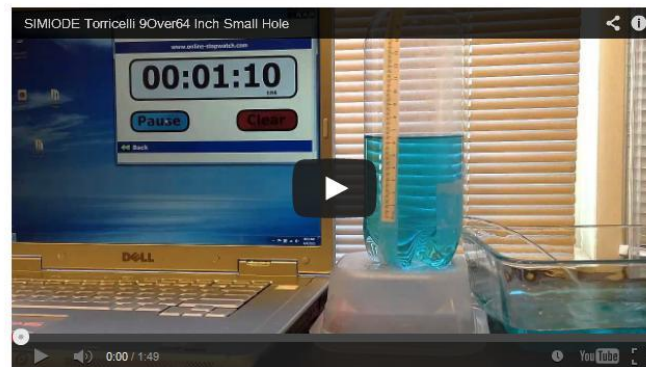 SIMIODE Torricelli 9Over64 Inch Small Hole
www.online-stopwatch.com
00:01:10
Pause
Clear
Back
DELL
0:00 / 1:49
YouTube